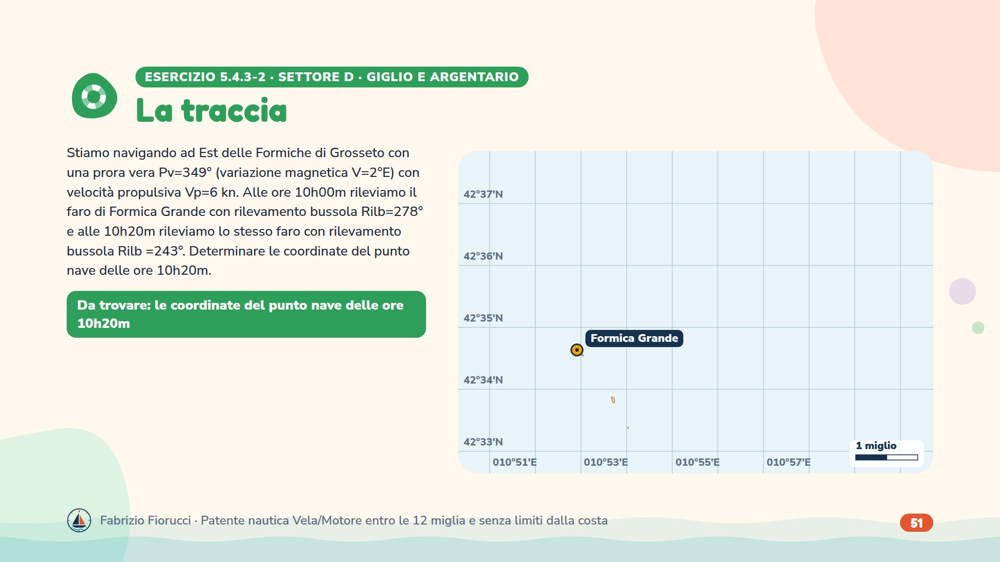 ESERCIZIO 5.4.3-2 · SETTORE D · GIGLIO E ARGENTARIO
La traccia
Stiamo navigando ad Est delle Formiche di Grosseto con
una prora vera Pv=349° (variazione magnetica V=2°E) con
velocità propulsiva Vp=6 kn. Alle ore 10h00m rileviamo il
faro di Formica Grande con rilevamento bussola Rilb=278°
e alle 10h20m rileviamo lo stesso faro con rilevamento
bussola Rilb =243°. Determinare le coordinate del punto
nave delle ore 10h20m.
Da trovare: le coordinate del punto nave delle ore
10h20m
42°37'N
42°36'N
42°35'N
Formica Grande
42°34'N
42°33'N
1 miglio
010°51'E
010°53'E
010°55'E
010°57'E
Fabrizio Fiorucci · Patente nautica Vela/Motore entro le 12 miglia e senza limiti dalla costa
51